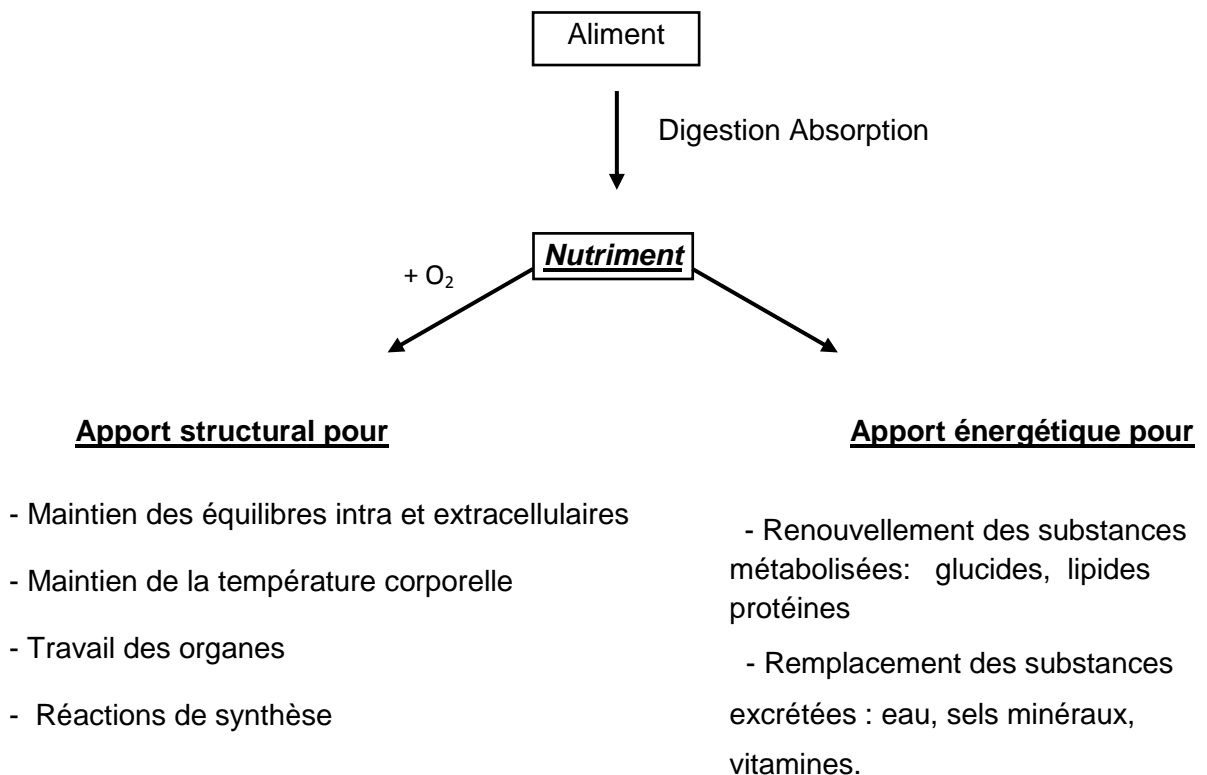 Aliment
Digestion Absorption
Nutriment
+ O₂
Apport structural pour
- Maintien des équilibres intra et extracellulaires
- Maintien de la température corporelle
- Travail des organes
- Réactions de synthèse
Apport énergétique pour
- Renouvellement des substances
métabolisées: glucides, lipides
protéines
- Remplacement des substances
excrétées : eau, sels minéraux,
vitamines.